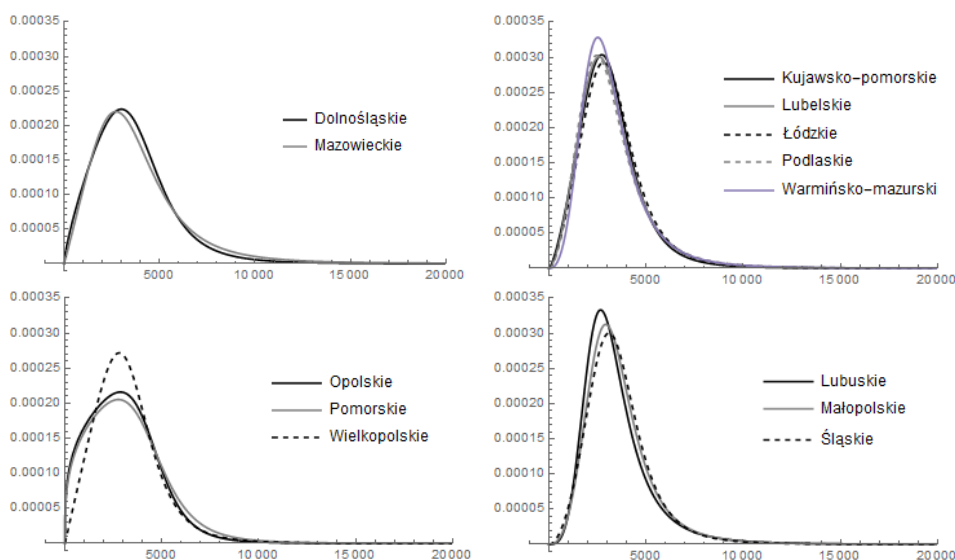 0.00035
0.00030
0.00025
0.00020
0.00015
0.00010
0.00005
5000 10 000 15 000 20 000
Dolnośląskie
Mazowieckie
0.00035
0.00030
0.00025
0.00020
0.00015
0.00010
0.00005
5000 10 000 15 000 20 000
Kujawsko-pomorskie
Lubelskie
Łódzkie
Podlaskie
Warmińsko-mazurski
0.00035
0.00030
0.00025
0.00020
0.00015
0.00010
0.00005
5000 10 000 15 000 20 000
Opolskie
Pomorskie
Wielkopolskie
0.00035
0.00030
0.00025
0.00020
0.00015
0.00010
0.00005
5000 10 000 15 000 20 000
Lubuskie
Małopolskie
Śląskie